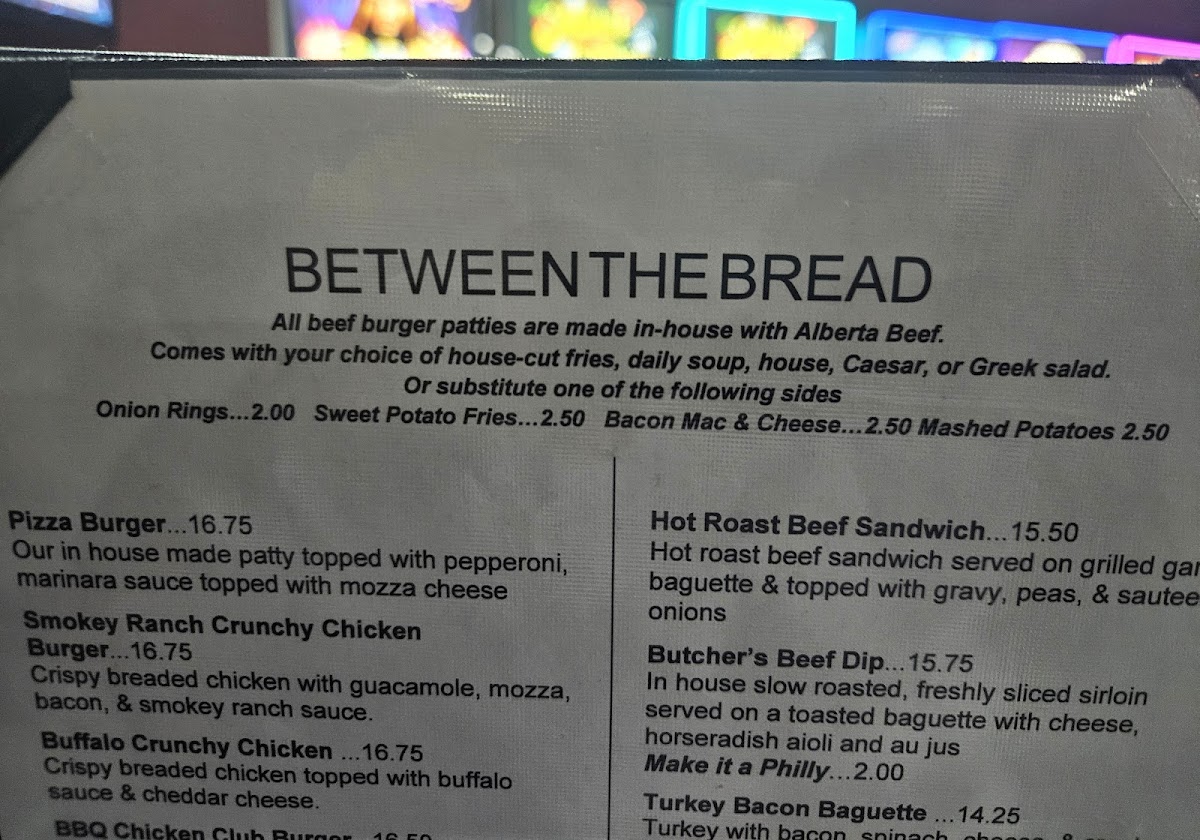 BETWEEN THE BREAD
All beef burger patties are made in-house with Alberta Beef.
Comes with your choice of house-cut fries, daily soup, house, Caesar, or Greek salad.
Or substitute one of the following sides
Onion Rings...2.00 Sweet Potato Fries...2.50 Bacon Mac & Cheese...2.50 Mashed Potatoes 2.50
Pizza Burger...16.75
Our in house made patty topped with pepperoni,
marinara sauce topped with mozza cheese
Smokey Ranch Crunchy Chicken
Burger...16.75
Crispy breaded chicken with guacamole, mozza,
bacon, & smokey ranch sauce.
Buffalo Crunchy Chicken ...16.75
Crispy breaded chicken topped with buffalo
sauce & cheddar cheese.
BBQ Chicken Club Burger...16.50
Hot Roast Beef Sandwich...15.50
Hot roast beef sandwich served on grilled
baguette & topped with gravy, peas, &
onions
Butcher's Beef Dip...15.75
In house slow roasted, freshly sliced sirloin
served on a toasted baguette with cheese,
horseradish aioli and au jus
Make it a Philly...2.00
Turkey Bacon Baguette ...14.25
Turkey with bacon, spinach,